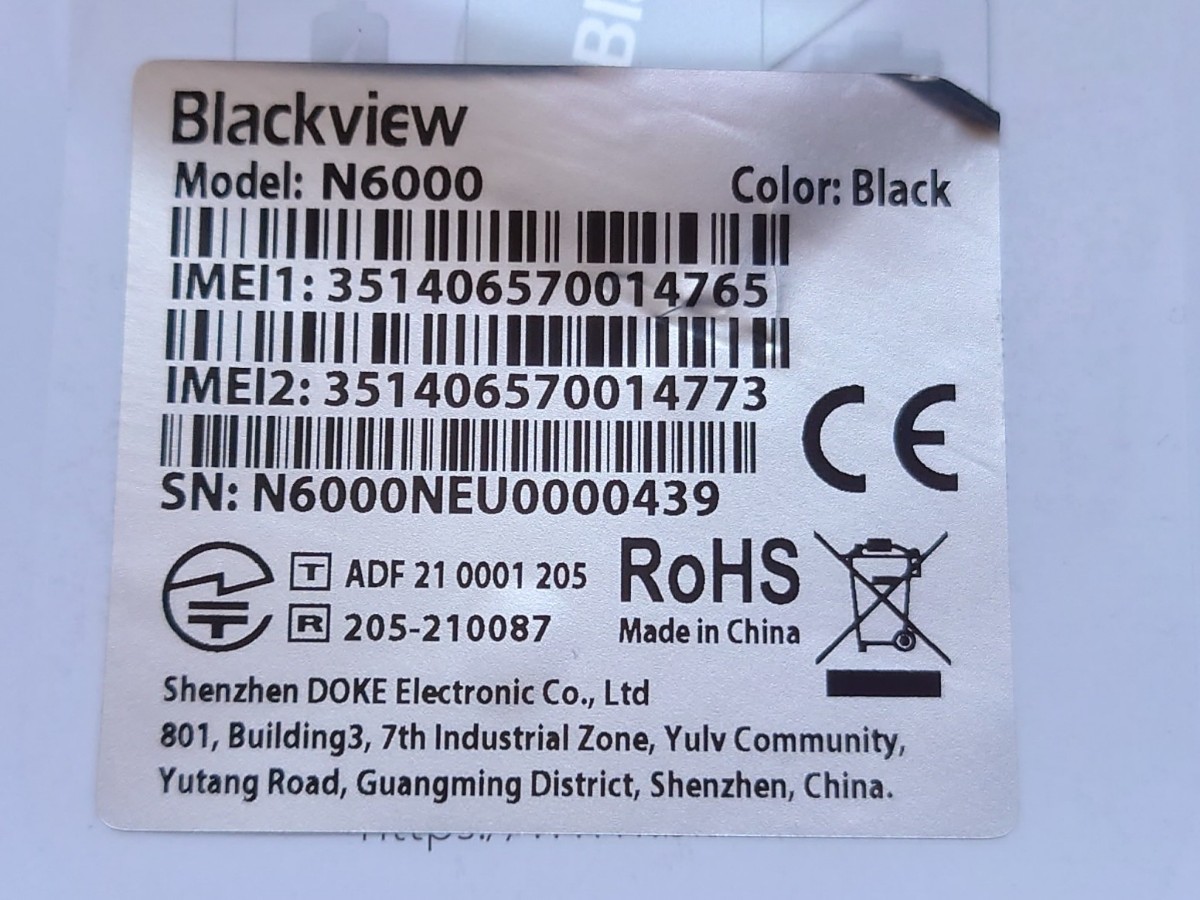 Bl
Blackview
Model: N6000 Color: Black
IMEI1: 351406570014765
IMEI2: 351406570014773
CE
SN: N6000NEU0000439
T ADF 21 0001 205
R 205-210087
RoHS
Made in China
Shenzhen DOKE Electronic Co., Ltd
801, Building3, 7th Industrial Zone, Yulv Community,
Yutang Road, Guangming District, Shenzhen, China.